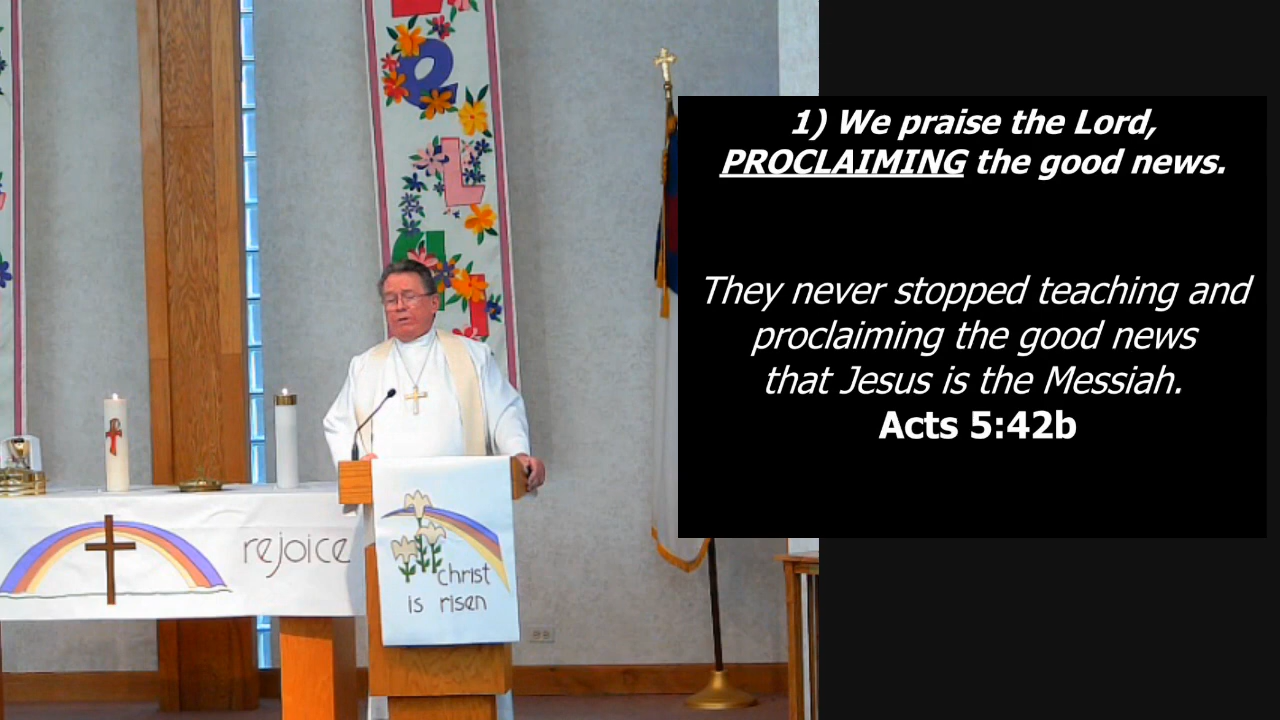 1) We praise the Lord,
PROCLAIMING the good news.
They never stopped teaching and
proclaiming the good news
that Jesus is the Messiah.
Acts 5:42b
rejoice
christ
is risen